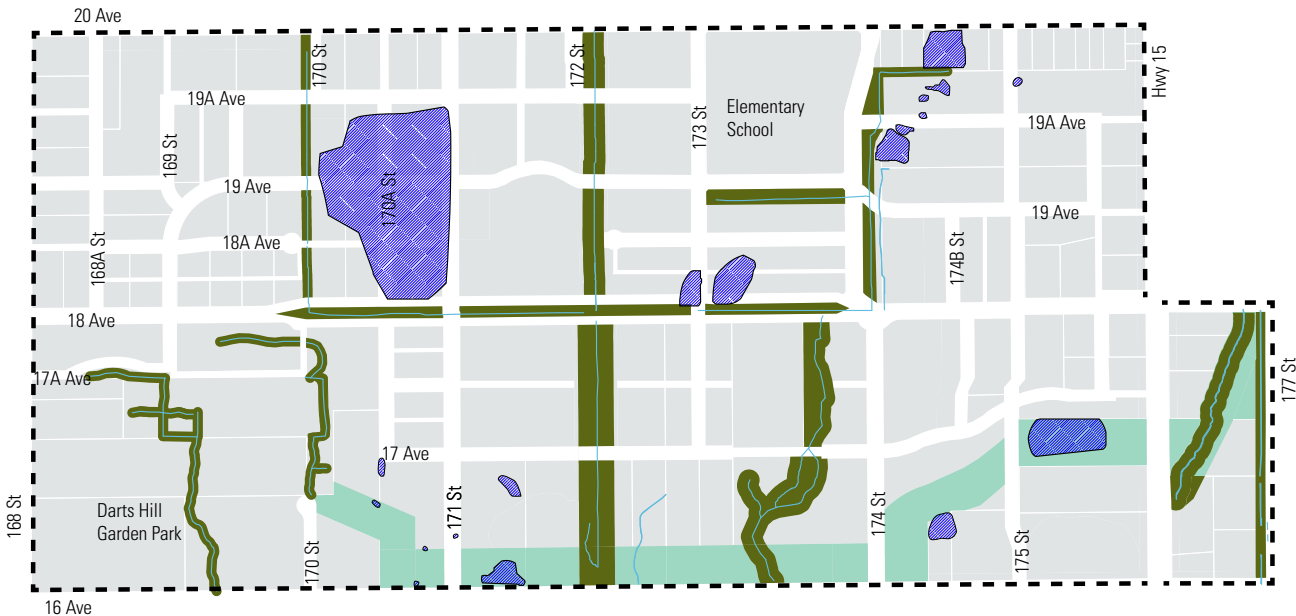 20 Ave
170 St
172 St
Hwy 15
19A Ave
Elementary
School
173 St
19A Ave
169 St
19 Ave
170A St
19 Ave
168A St
18A Ave
174B St
18 Ave
17A Ave
177 St
17 Ave
168 St
Darts Hill
Garden Park
171 St
174 St
175 St
170 St
16 Ave